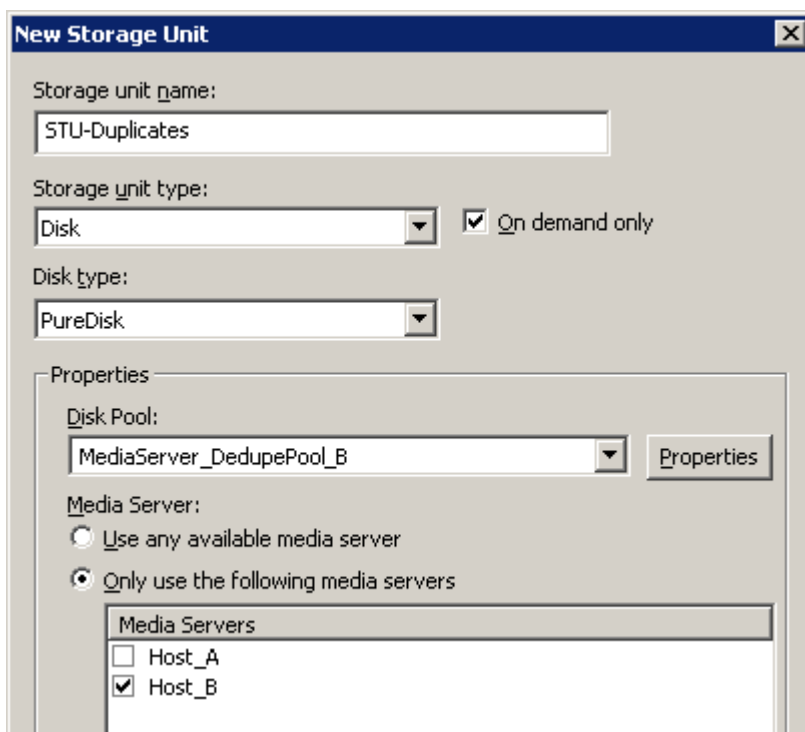 New Storage Unit
Storage unit name:
STU-Duplicates
Storage unit type:
Disk
On demand only
Disk type:
PureDisk
Properties
Disk Pool:
MediaServer_DedupePool_B
Properties
Media Server:
Use any available media server
Only use the following media servers
Media Servers
Host_A
Host_B